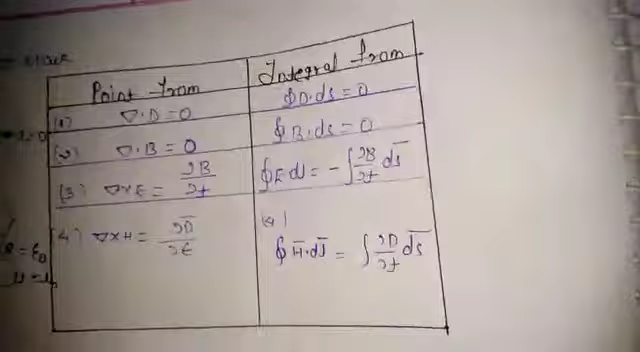 Point from
Integral from
(1) ∇·D=0
∮D·ds=0
(2) ∇·B=0
∮B·ds=0
(3) ∇×E= ∂B/∂t
∮E dl = -∫ ∂B/∂t ds̅
(4) ∇×H= ∂D̅/∂t
(4)
∮H̅·dl̅ = ∫ ∂D/∂t ds̅